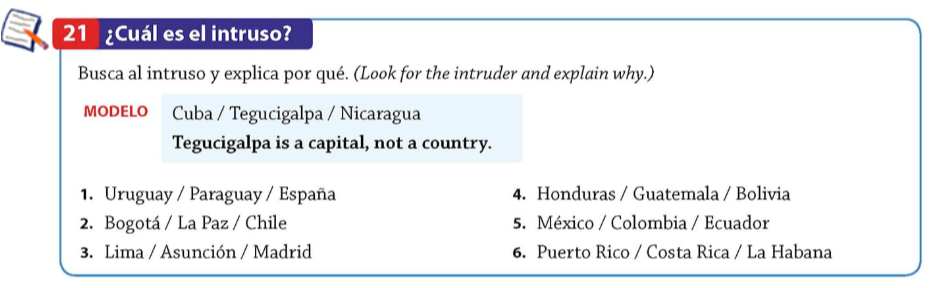 21 ¿Cuál es el intruso?
Busca al intruso y explica por qué. (Look for the intruder and explain why.)
MODELO Cuba / Tegucigalpa / Nicaragua
Tegucigalpa is a capital, not a country.
1. Uruguay / Paraguay / España
2. Bogotá / La Paz / Chile
3. Lima / Asunción / Madrid
4. Honduras / Guatemala / Bolivia
5. México / Colombia / Ecuador
6. Puerto Rico / Costa Rica / La Habana